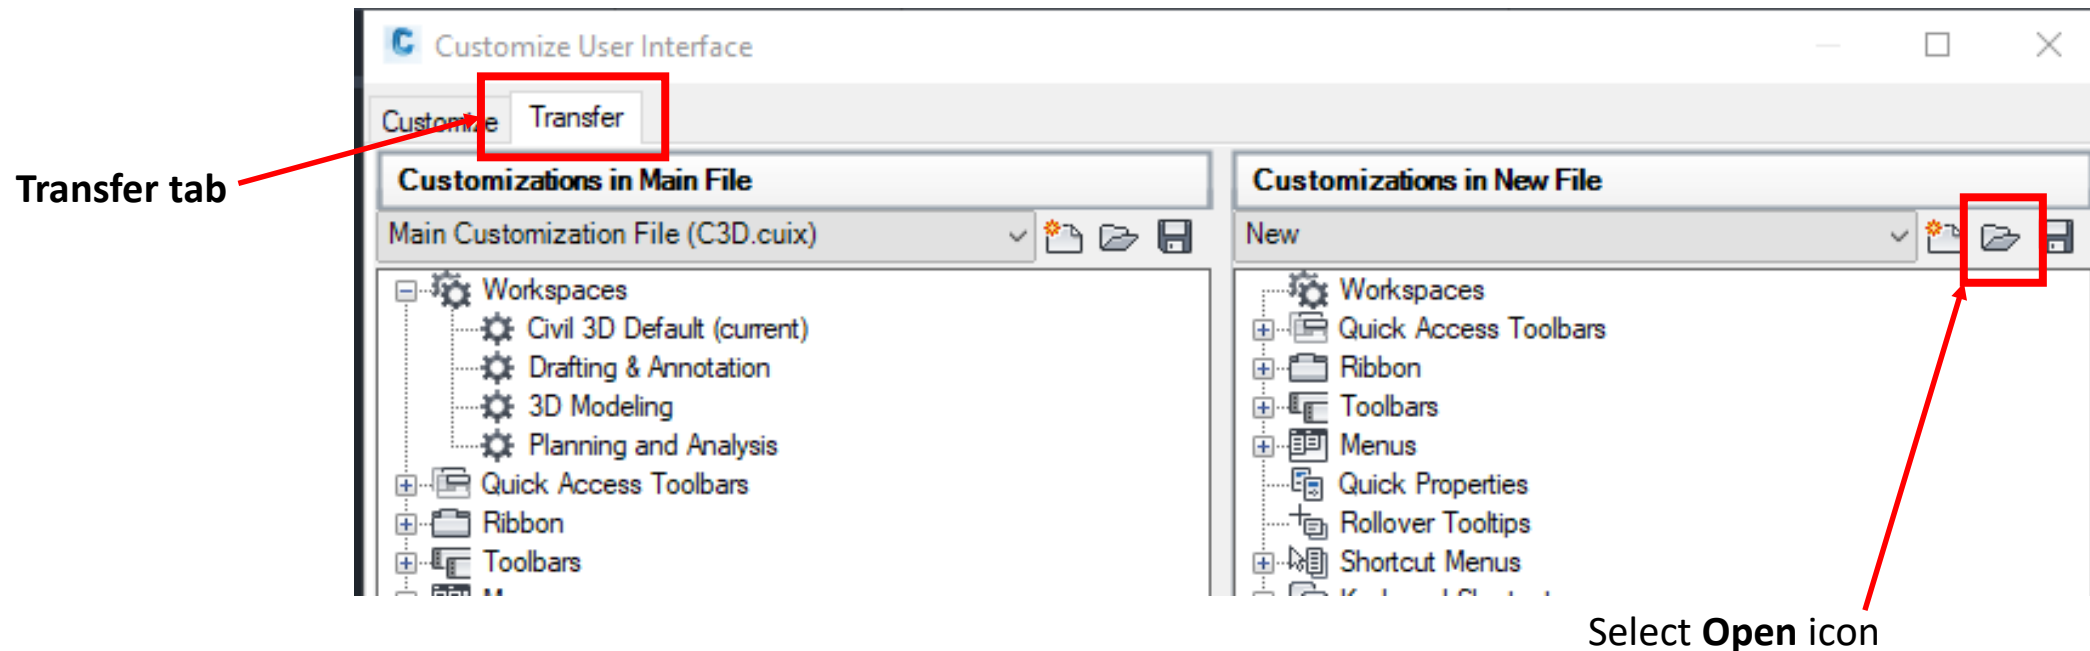 Customize User Interface
Customize Transfer
Transfer tab
Customizations in Main File
Main Customization File (C3D.cuix)
Workspaces
Civil 3D Default (current)
Drafting & Annotation
3D Modeling
Planning and Analysis
Quick Access Toolbars
Ribbon
Toolbars
Customizations in New File
New
Workspaces
Quick Access Toolbars
Ribbon
Toolbars
Menus
Quick Properties
Rollover Tooltips
Shortcut Menus
Select Open icon